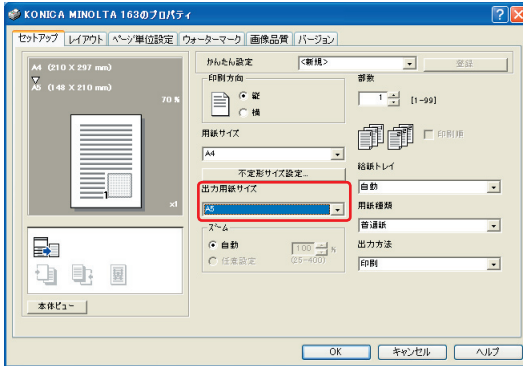 KONICA MINOLTA 163のプロパティ
セットアップ レイアウト ページ単位設定 ウォーターマーク 画像品質 バージョン
A4 (210 X 297 mm)
A5 (148 X 210 mm)
70 %
1
x1
本体ビュー
かんたん設定 <新規> 登録
印刷方向
縦
横
用紙サイズ
A4
不定形サイズ設定...
出力用紙サイズ
A5
ズーム
自動
任意設定
100 %
(25-400)
部数
1 [1-99]
印刷順
給紙トレイ
自動
用紙種類
普通紙
出力方法
印刷
OK キャンセル ヘルプ